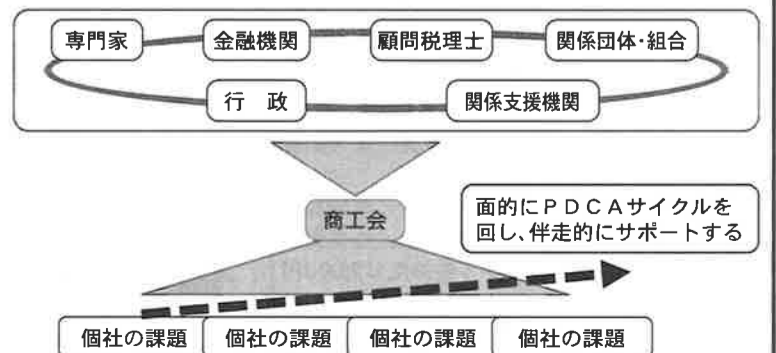 専門家
金融機関
顧問税理士
関係団体・組合
行 政
関係支援機関
商工会
面的にＰＤＣＡサイクルを
回し、伴走的にサポートする
個社の課題
個社の課題
個社の課題
個社の課題